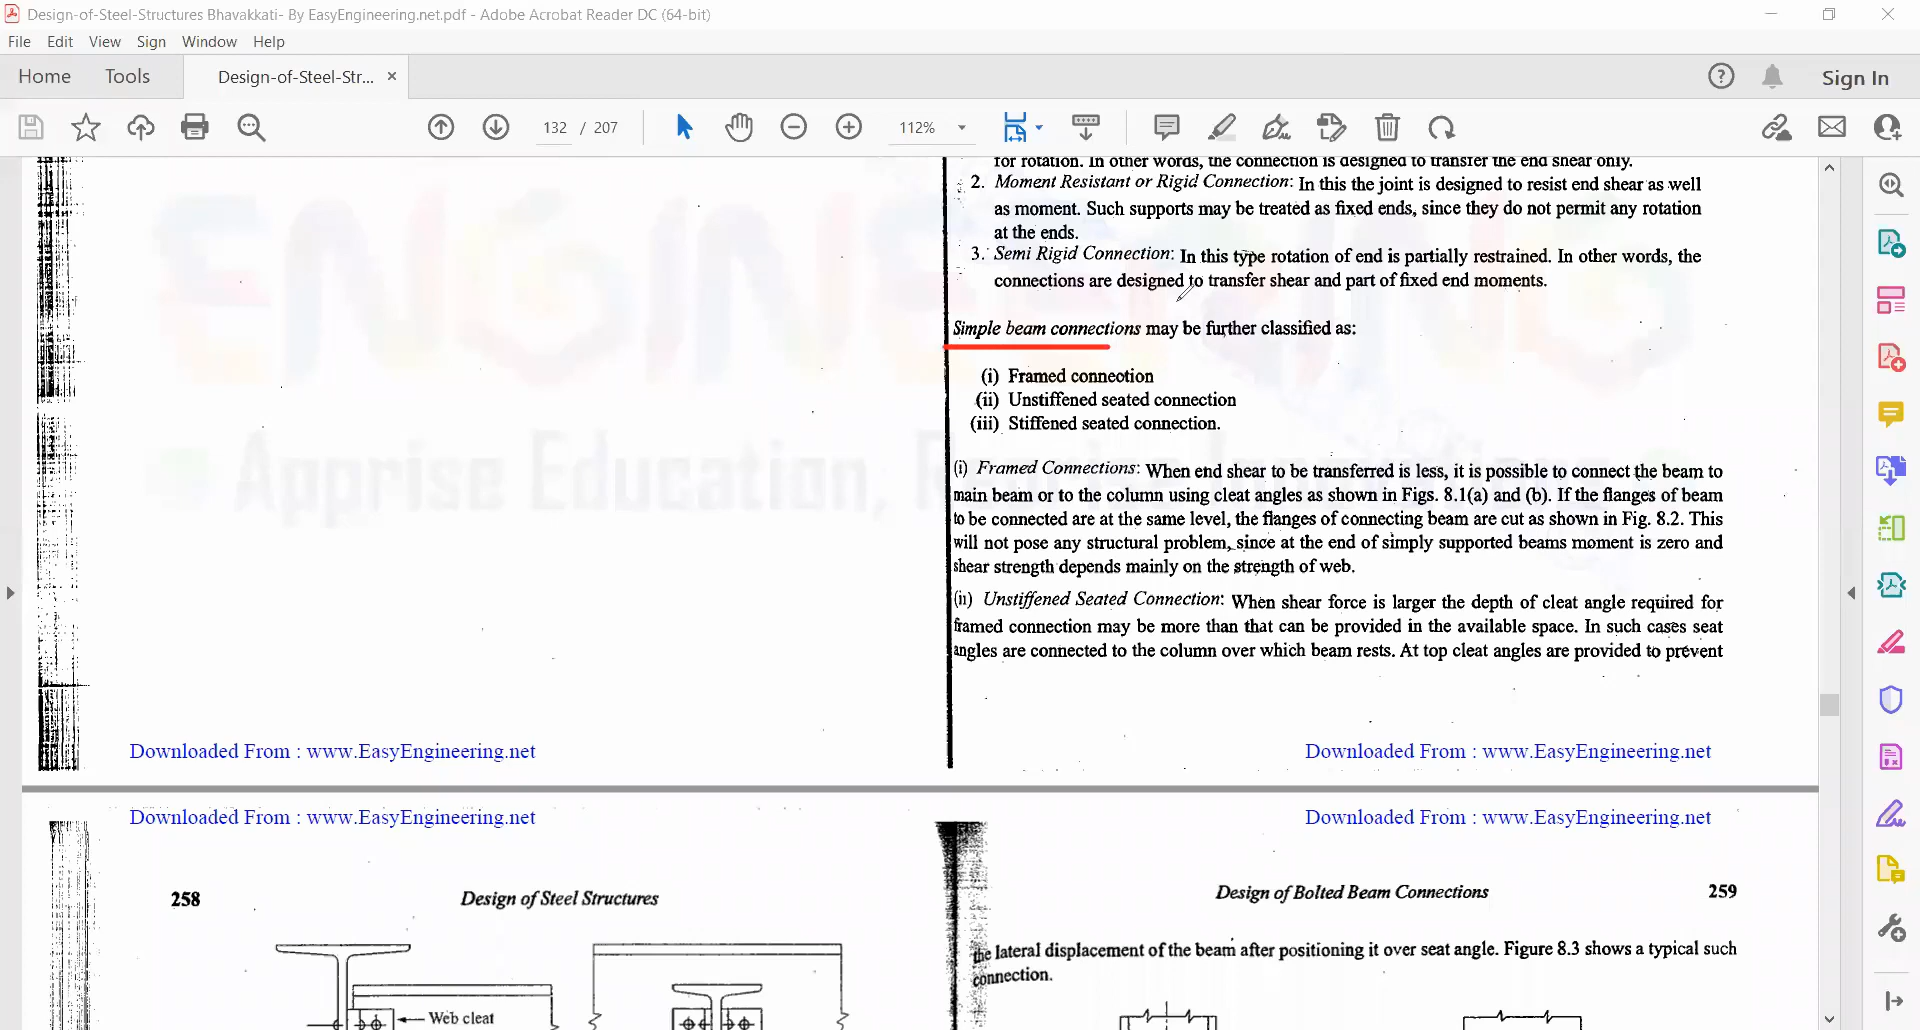 Design-of-Steel-Structures Bhavakkati- By EasyEngineering.net.pdf - Adobe Acrobat Reader DC (64-bit)
File Edit View Sign Window Help
Home Tools Design-of-Steel-Str... × Sign In
132 / 207 112%
for rotation. In other words, the connection is designed to transfer the end shear only.
2. Moment Resistant or Rigid Connection: In this the joint is designed to resist end shear as well
as moment. Such supports may be treated as fixed ends, since they do not permit any rotation
at the ends.
3. Semi Rigid Connection: In this type rotation of end is partially restrained. In other words, the
connections are designed to transfer shear and part of fixed end moments.
Simple beam connections may be further classified as:
(i) Framed connection
(ii) Unstiffened seated connection
(iii) Stiffened seated connection.
(i) Framed Connections: When end shear to be transferred is less, it is possible to connect the beam to
main beam or to the column using cleat angles as shown in Figs. 8.1(a) and (b). If the flanges of beam
to be connected are at the same level, the flanges of connecting beam are cut as shown in Fig. 8.2. This
will not pose any structural problem, since at the end of simply supported beams moment is zero and
shear strength depends mainly on the strength of web.
(ii) Unstiffened Seated Connection: When shear force is larger the depth of cleat angle required for
framed connection may be more than that can be provided in the available space. In such cases seat
angles are connected to the column over which beam rests. At top cleat angles are provided to prevent
Apprise Education,
Downloaded From : www.EasyEngineering.net
Downloaded From : www.EasyEngineering.net
Downloaded From : www.EasyEngineering.net
Downloaded From : www.EasyEngineering.net
258 Design of Steel Structures
Web cleat
Design of Bolted Beam Connections 259
the lateral displacement of the beam after positioning it over seat angle. Figure 8.3 shows a typical such
connection.